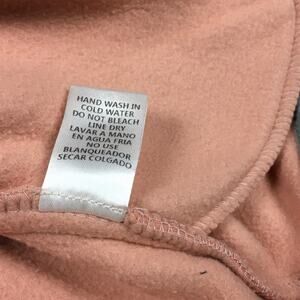 HAND WASH IN
COLD WATER
DO NOT BLEACH
LINE DRY
LAVAR A MANO
EN AGUA FRIA
NO USE
BLANQUEADOR
SECAR COLGADO